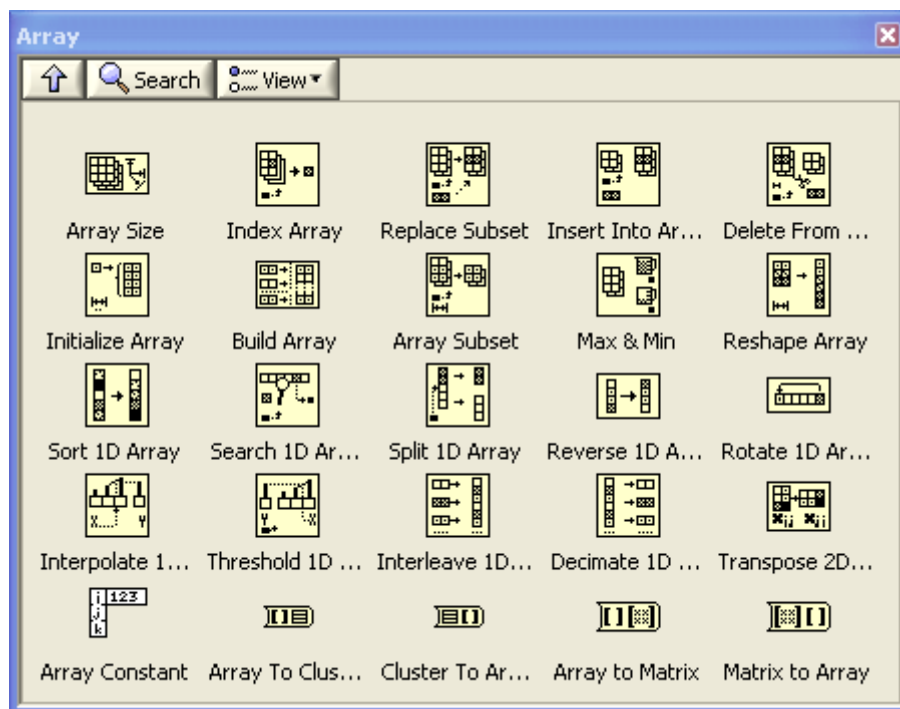 Array
Search View
Array Size Index Array Replace Subset Insert Into Ar... Delete From ...
Initialize Array Build Array Array Subset Max & Min Reshape Array
Sort 1D Array Search 1D Ar... Split 1D Array Reverse 1D A... Rotate 1D Ar...
X Y Y X Xij Xij
Interpolate 1... Threshold 1D ... Interleave 1D... Decimate 1D ... Transpose 2D...
i 123
j
k
Array Constant Array To Clus... Cluster To Ar... Array to Matrix Matrix to Array